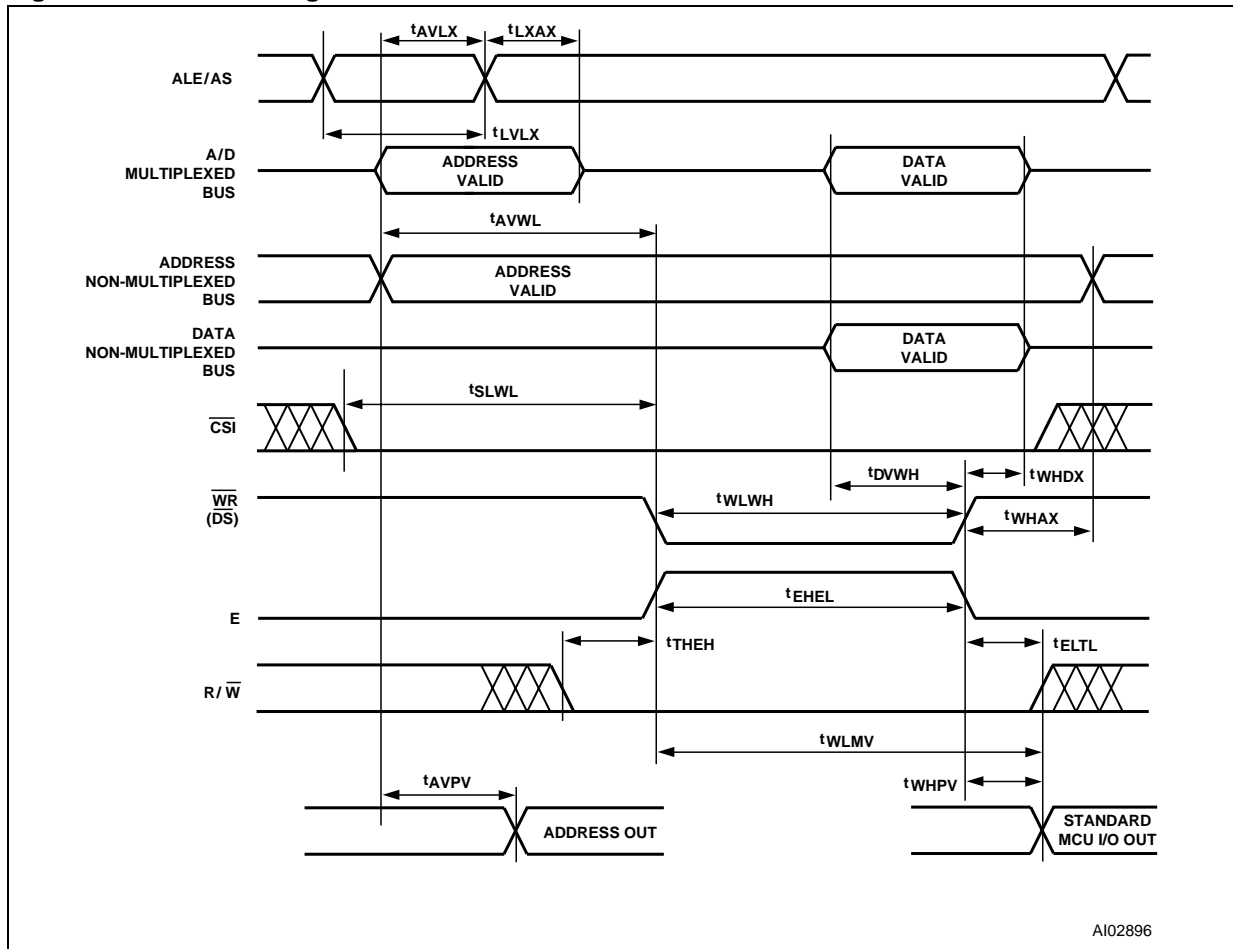 tAVLX
tLXAX
ALE/AS
tLVLX
A/D
MULTIPLEXED
BUS
ADDRESS
VALID
DATA
VALID
tAVWL
ADDRESS
NON-MULTIPLEXED
BUS
ADDRESS
VALID
DATA
NON-MULTIPLEXED
BUS
DATA
VALID
tSLWL
CSI
tDVWH
tWHDX
WR
(DS)
tWLWH
tWHAX
tEHEL
E
tTHEH
tELTL
R/W
tWLMV
tAVPV
tWHPV
ADDRESS OUT
STANDARD
MCU I/O OUT
AI02896